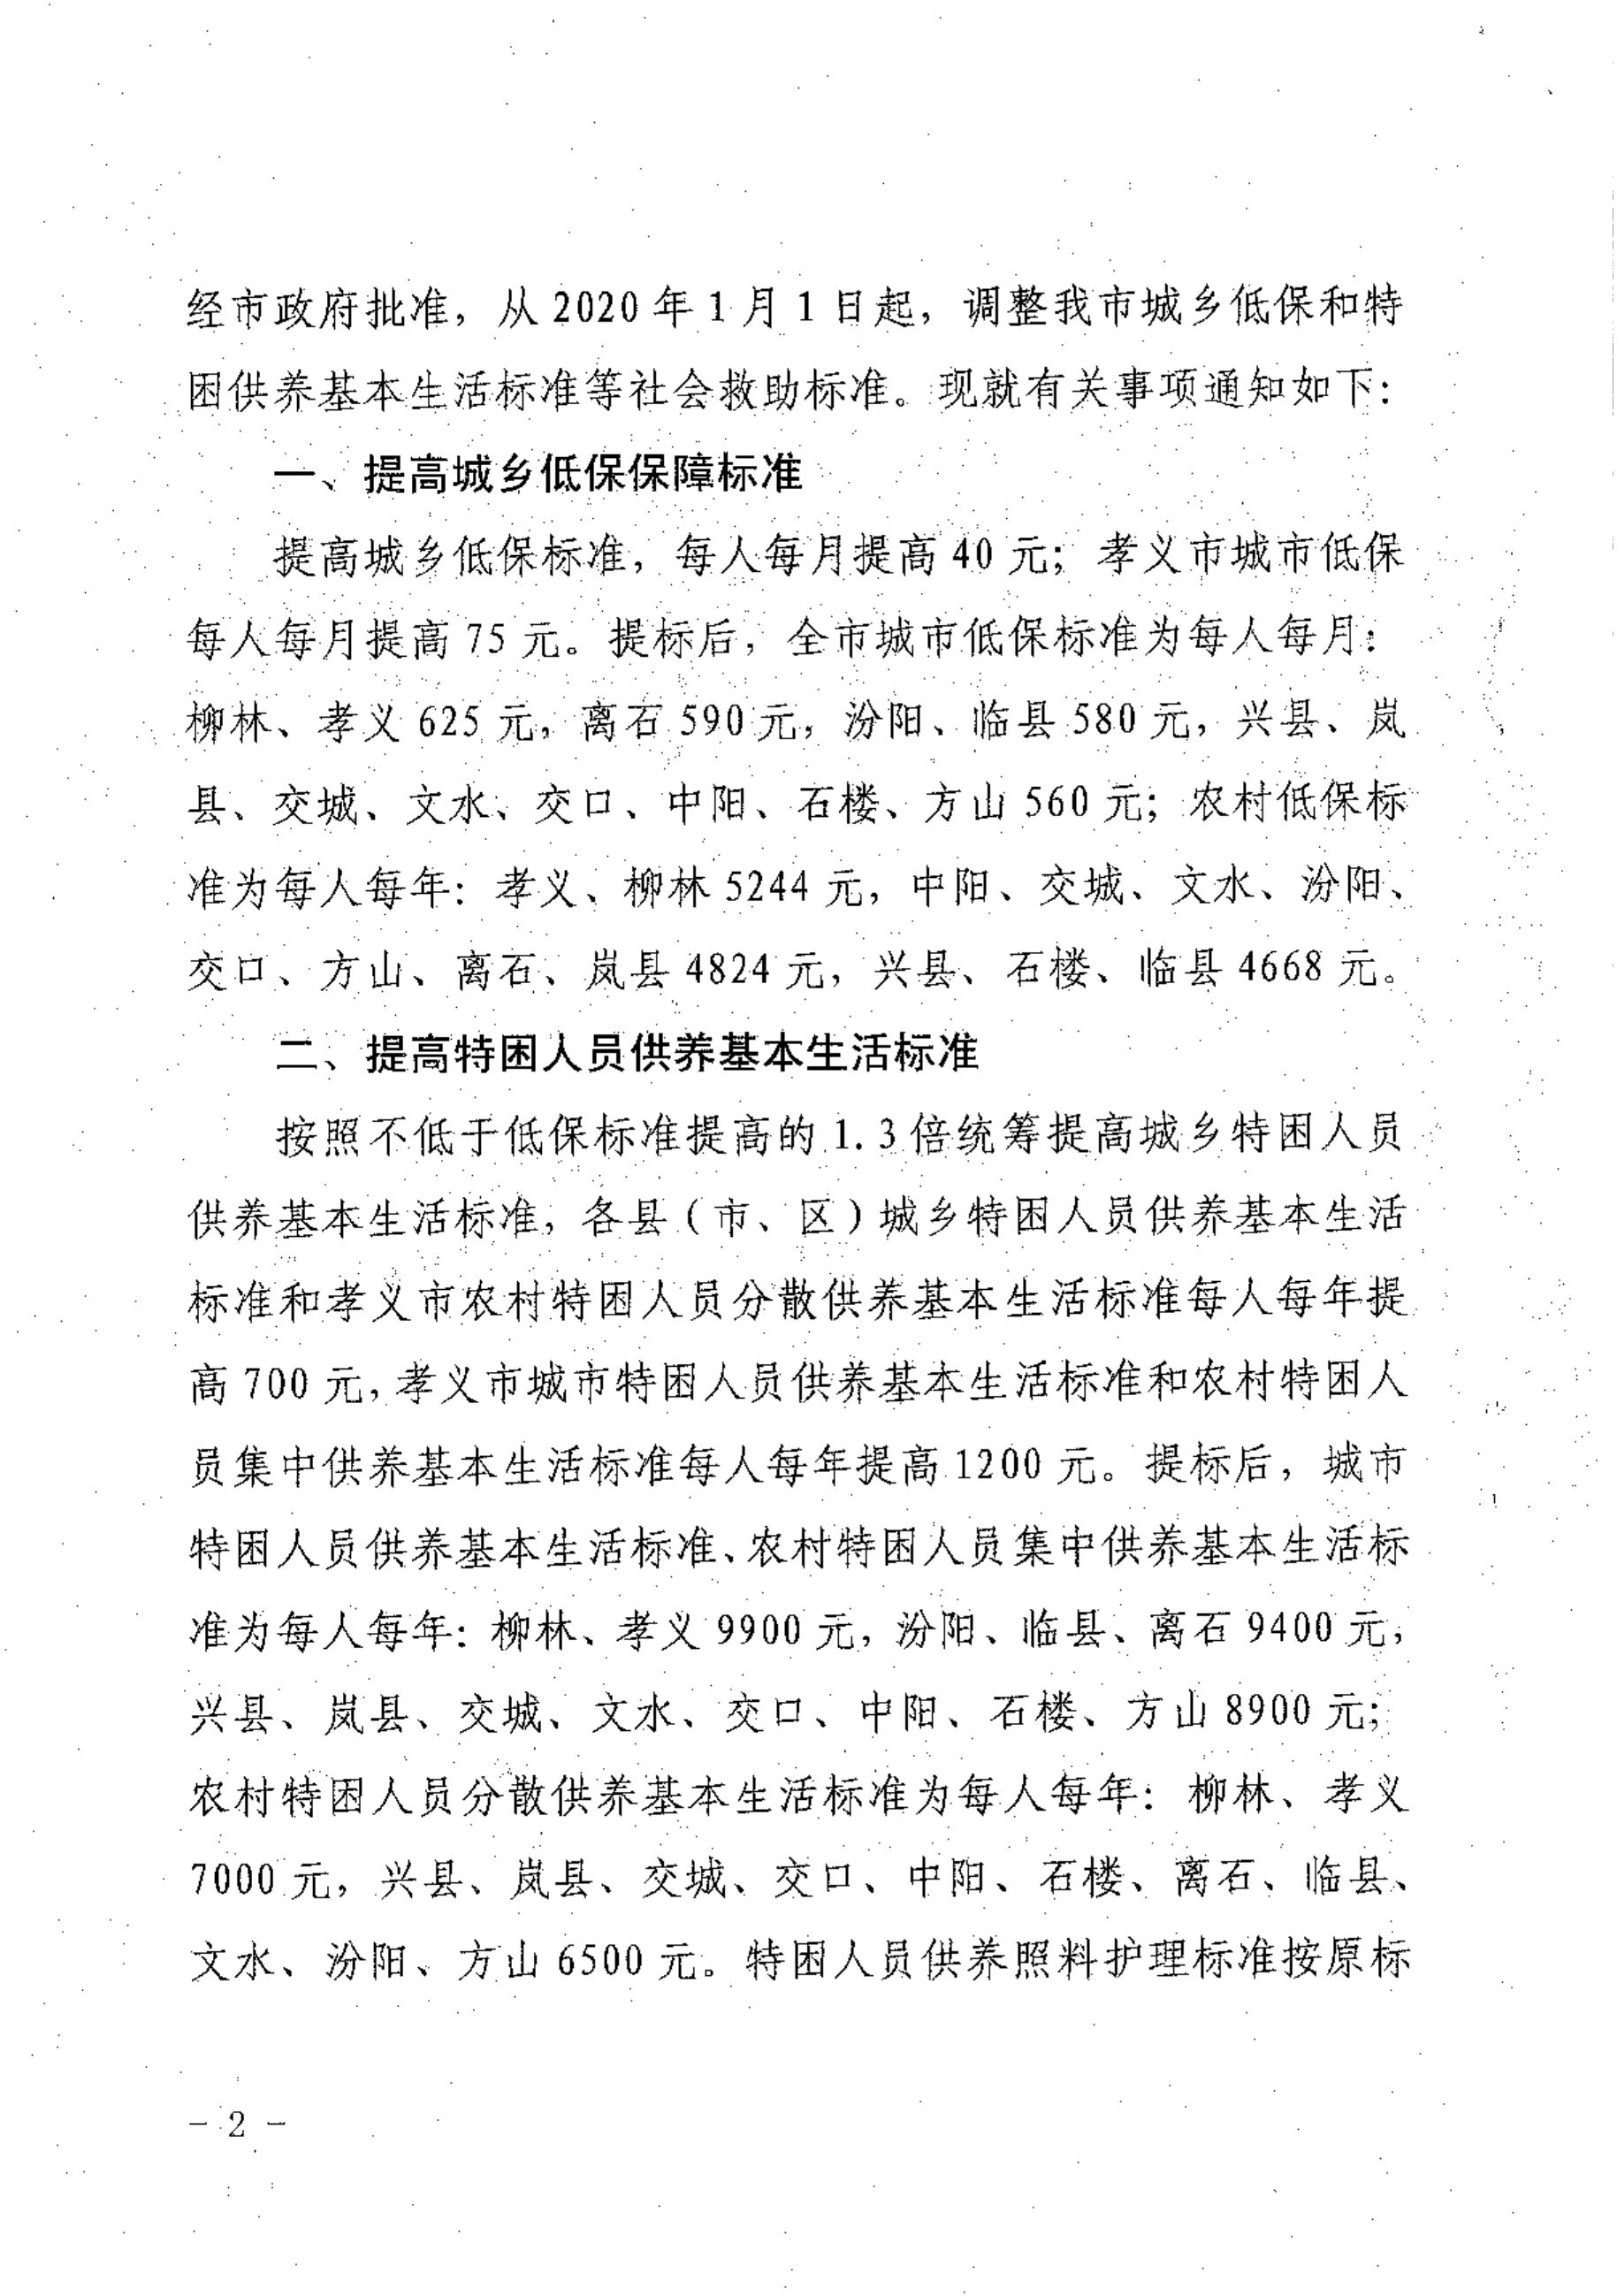 经市政府批准，从2020年1月1日起，调整我市城乡低保和特
困供养基本生活标准等社会救助标准。现就有关事项通知如下：
一、提高城乡低保保障标准
提高城乡低保标准，每人每月提高40元；孝义市城市低保
每人每月提高75元。提标后，全市城市低保标准为每人每月：
柳林、孝义625元，离石590元，汾阳、临县580元，兴县、岚
县、交城、文水、交口、中阳、石楼、方山560元；农村低保标
准为每人每年：孝义、柳林5244元，中阳、交城、文水、汾阳、
交口、方山、离石、岚县4824元，兴县、石楼、临县4668元。
二、提高特困人员供养基本生活标准
按照不低于低保标准提高的1.3倍统筹提高城乡特困人员
供养基本生活标准，各县（市、区）城乡特困人员供养基本生活
标准和孝义市农村特困人员分散供养基本生活标准每人每年提
高700元，孝义市城市特困人员供养基本生活标准和农村特困人
员集中供养基本生活标准每人每年提高1200元。提标后，城市
特困人员供养基本生活标准、农村特困人员集中供养基本生活标
准为每人每年：柳林、孝义9900元，汾阳、临县、离石9400元，
兴县、岚县、交城、文水、交口、中阳、石楼、方山8900元；
农村特困人员分散供养基本生活标准为每人每年：柳林、孝义
7000元，兴县、岚县、交城、交口、中阳、石楼、离石、临县、
文水、汾阳、方山6500元。特困人员供养照料护理标准按原标
- 2 -